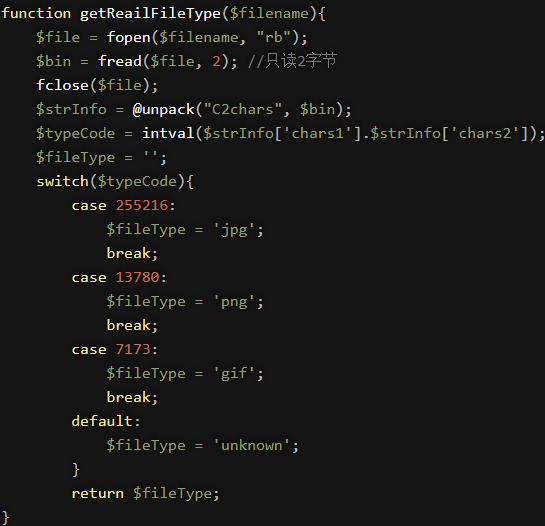 function getReailFileType($filename){
    $file = fopen($filename, "rb");
    $bin = fread($file, 2); //只读2字节
    fclose($file);
    $strInfo = @unpack("C2chars", $bin);
    $typeCode = intval($strInfo['chars1'].$strInfo['chars2']);
    $fileType = '';
    switch($typeCode){
        case 255216:
            $fileType = 'jpg';
            break;
        case 13780:
            $fileType = 'png';
            break;
        case 7173:
            $fileType = 'gif';
            break;
        default:
            $fileType = 'unknown';
        }
        return $fileType;
}